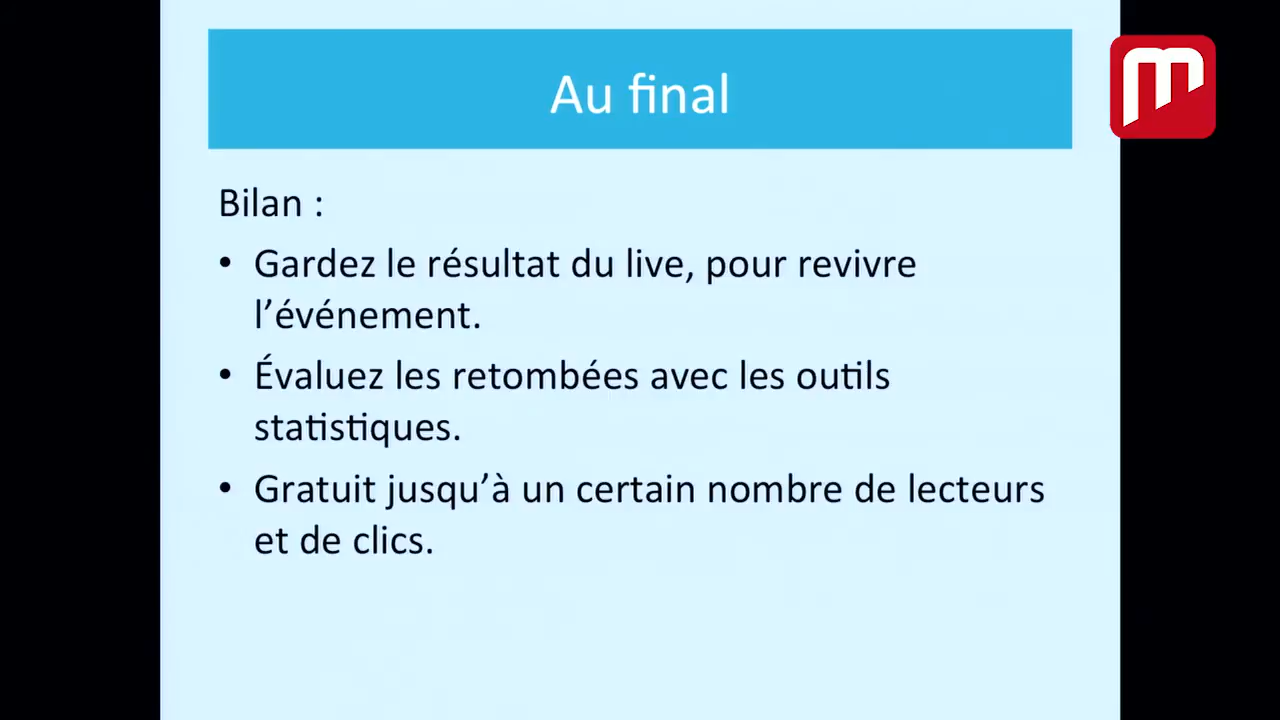 Au final
Bilan :
• Gardez le résultat du live, pour revivre
l’événement.
• Évaluez les retombées avec les outils
statistiques.
• Gratuit jusqu’à un certain nombre de lecteurs
et de clics.